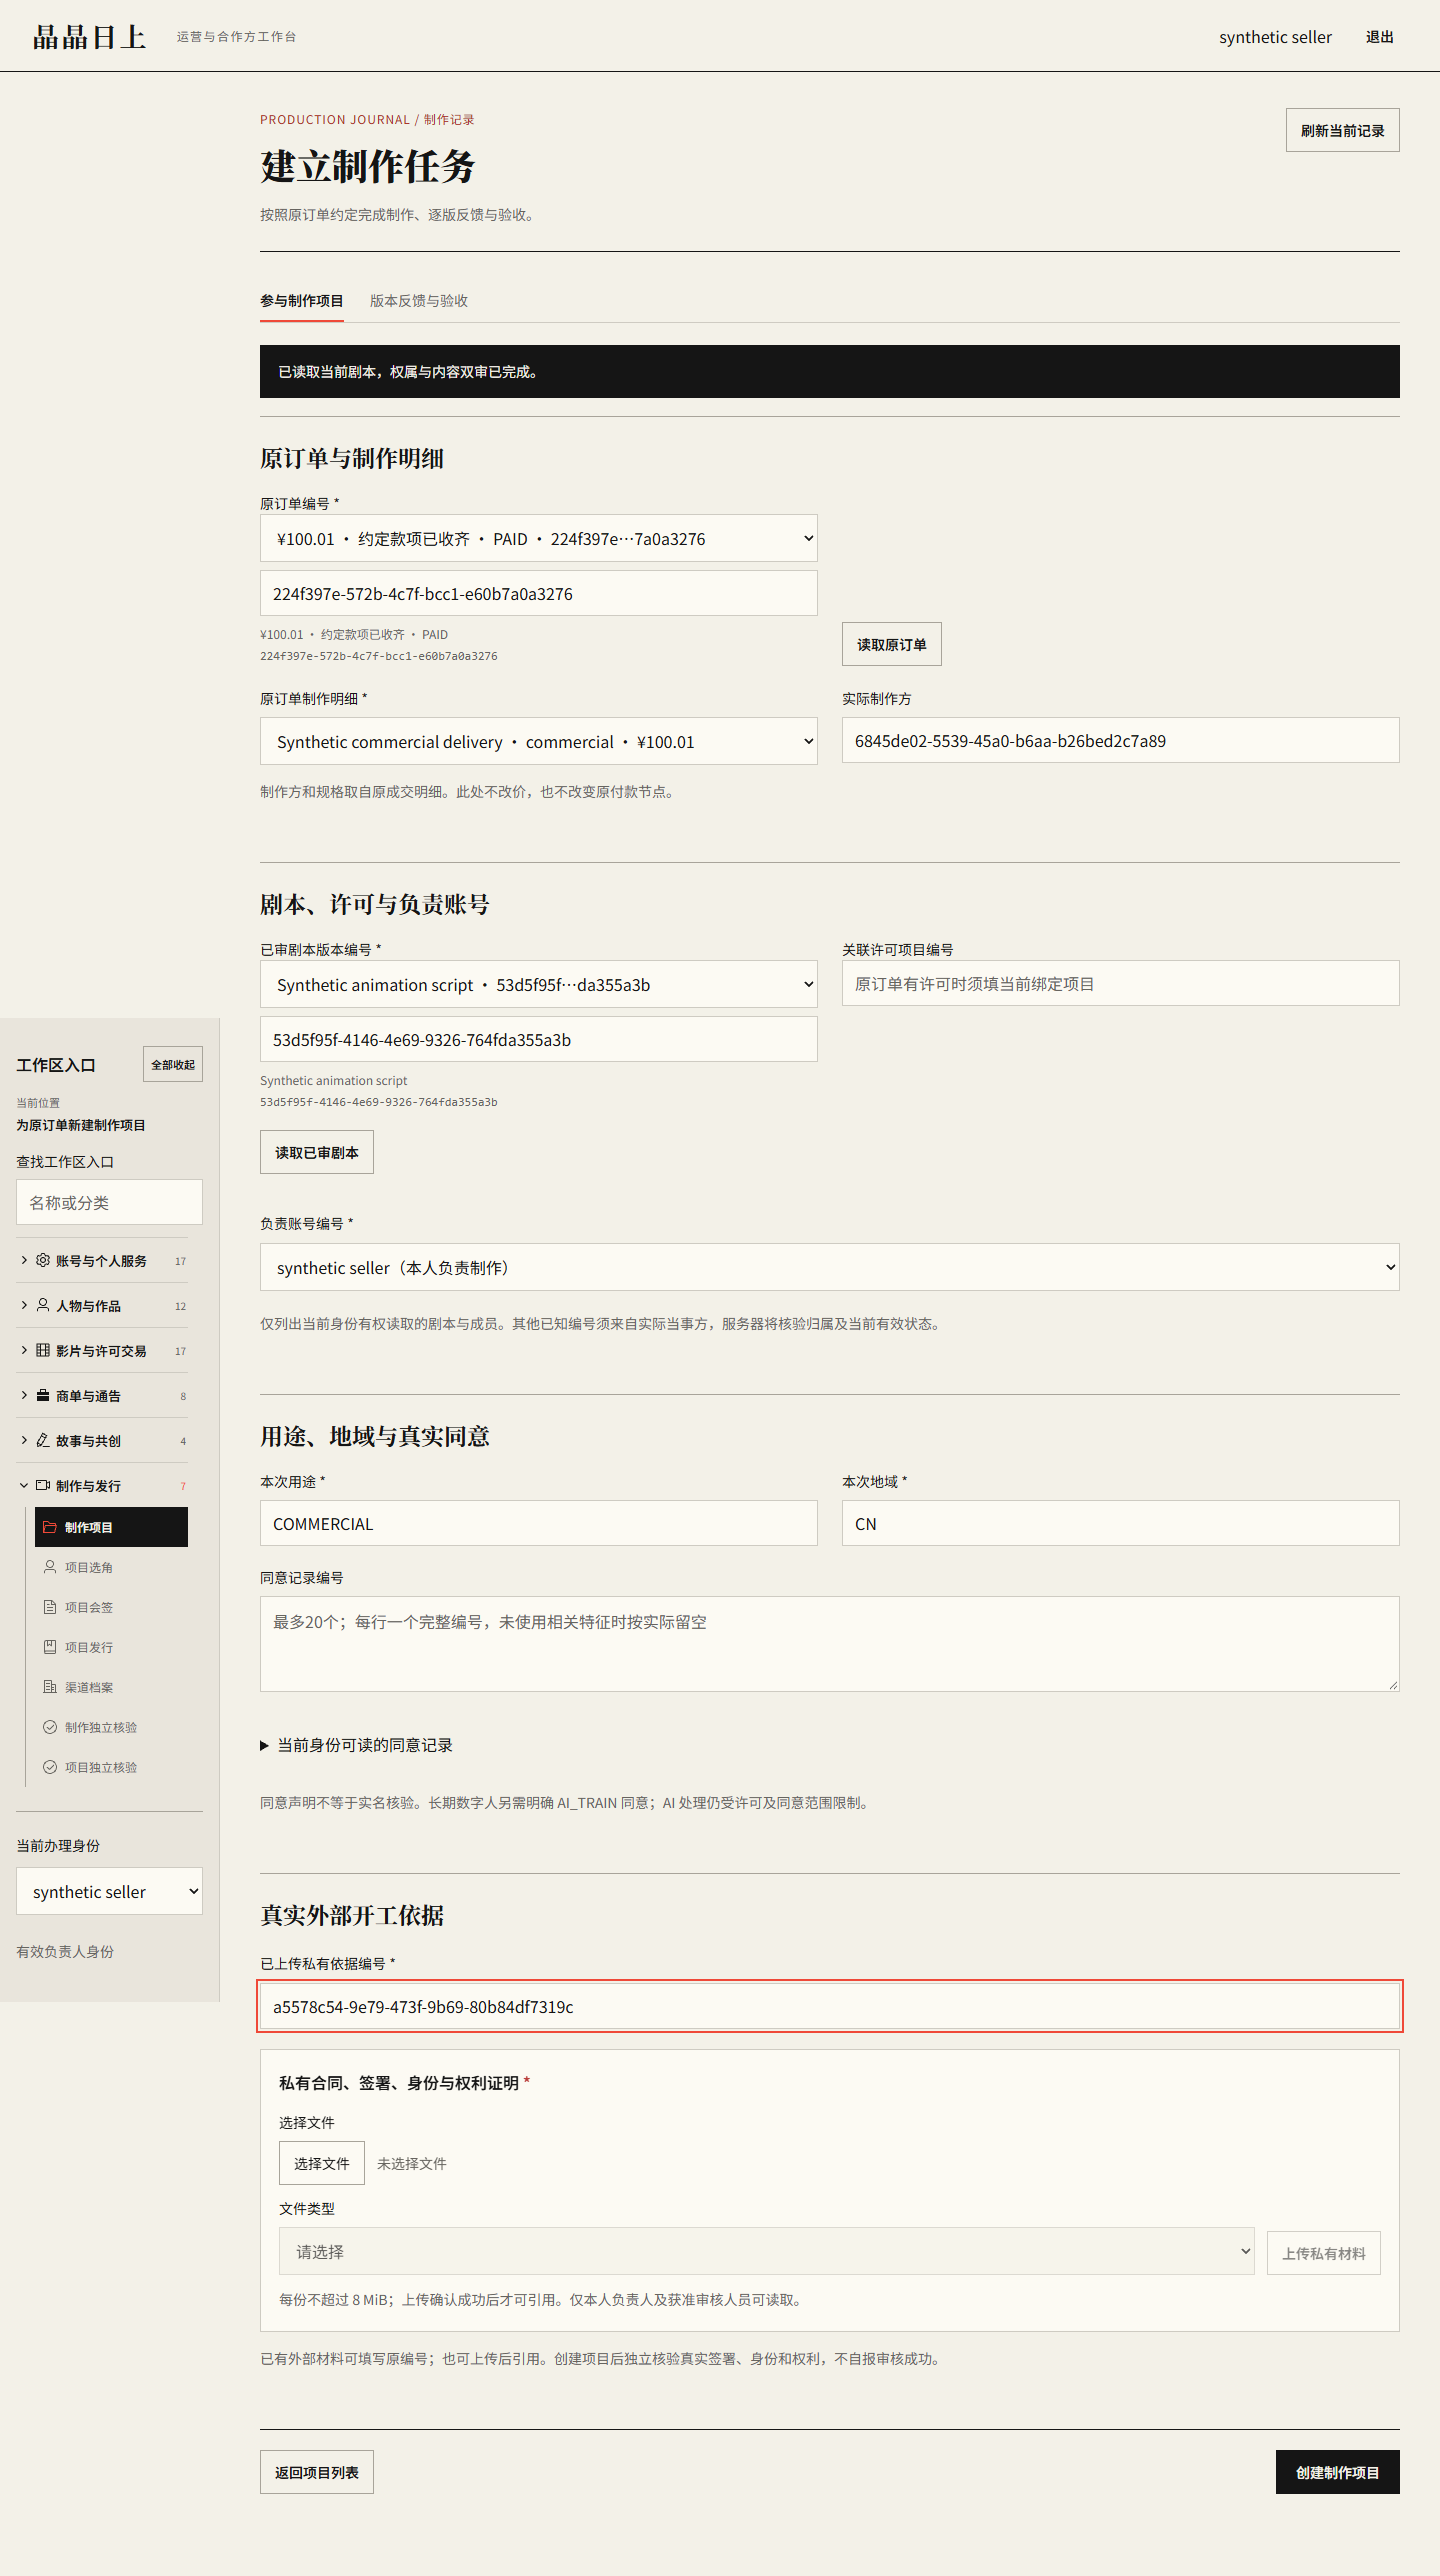 晶晶日上
运营与合作方工作台
synthetic seller
退出
PRODUCTION JOURNAL / 制作记录
刷新当前记录
建立制作任务
按照原订单约定完成制作、逐版反馈与验收。
参与制作项目
版本反馈与验收
已读取当前剧本，权属与内容双审已完成。
原订单与制作明细
原订单编号 *
¥100.01 · 约定款项已收齐 · PAID · 224f397e…7a0a3276
224f397e-572b-4c7f-bcc1-e60b7a0a3276
¥100.01 · 约定款项已收齐 · PAID
224f397e-572b-4c7f-bcc1-e60b7a0a3276
读取原订单
原订单制作明细 *
Synthetic commercial delivery · commercial · ¥100.01
实际制作方
6845de02-5539-45a0-b6aa-b26bed2c7a89
制作方和规格取自原成交明细。此处不改价，也不改变原付款节点。
剧本、许可与负责账号
已审剧本版本编号 *
Synthetic animation script · 53d5f95f…da355a3b
53d5f95f-4146-4e69-9326-764fda355a3b
Synthetic animation script
53d5f95f-4146-4e69-9326-764fda355a3b
关联许可项目编号
原订单有许可时须填当前绑定项目
读取已审剧本
负责账号编号 *
synthetic seller（本人负责制作）
仅列出当前身份有权读取的剧本与成员。其他已知编号须来自实际当事方，服务器将核验归属及当前有效状态。
用途、地域与真实同意
本次用途 *
COMMERCIAL
本次地域 *
CN
同意记录编号
最多20个；每行一个完整编号，未使用相关特征时按实际留空
当前身份可读的同意记录
同意声明不等于实名核验。长期数字人另需明确 AI_TRAIN 同意；AI 处理仍受许可及同意范围限制。
真实外部开工依据
已上传私有依据编号 *
a5578c54-9e79-473f-9b69-80b84df7319c
私有合同、签署、身份与权利证明 *
选择文件
选择文件
未选择文件
文件类型
请选择
上传私有材料
每份不超过 8 MiB；上传确认成功后才可引用。仅本人负责人及获准审核人员可读取。
已有外部材料可填写原编号；也可上传后引用。创建项目后独立核验真实签署、身份和权利，不自报审核成功。
返回项目列表
创建制作项目
工作区入口
全部收起
当前位置
为原订单新建制作项目
查找工作区入口
名称或分类
账号与个人服务 17
人物与作品 12
影片与许可交易 17
商单与通告 8
故事与共创 4
制作与发行 7
制作项目
项目选角
项目会签
项目发行
渠道档案
制作独立核验
项目独立核验
当前办理身份
synthetic seller
有效负责人身份